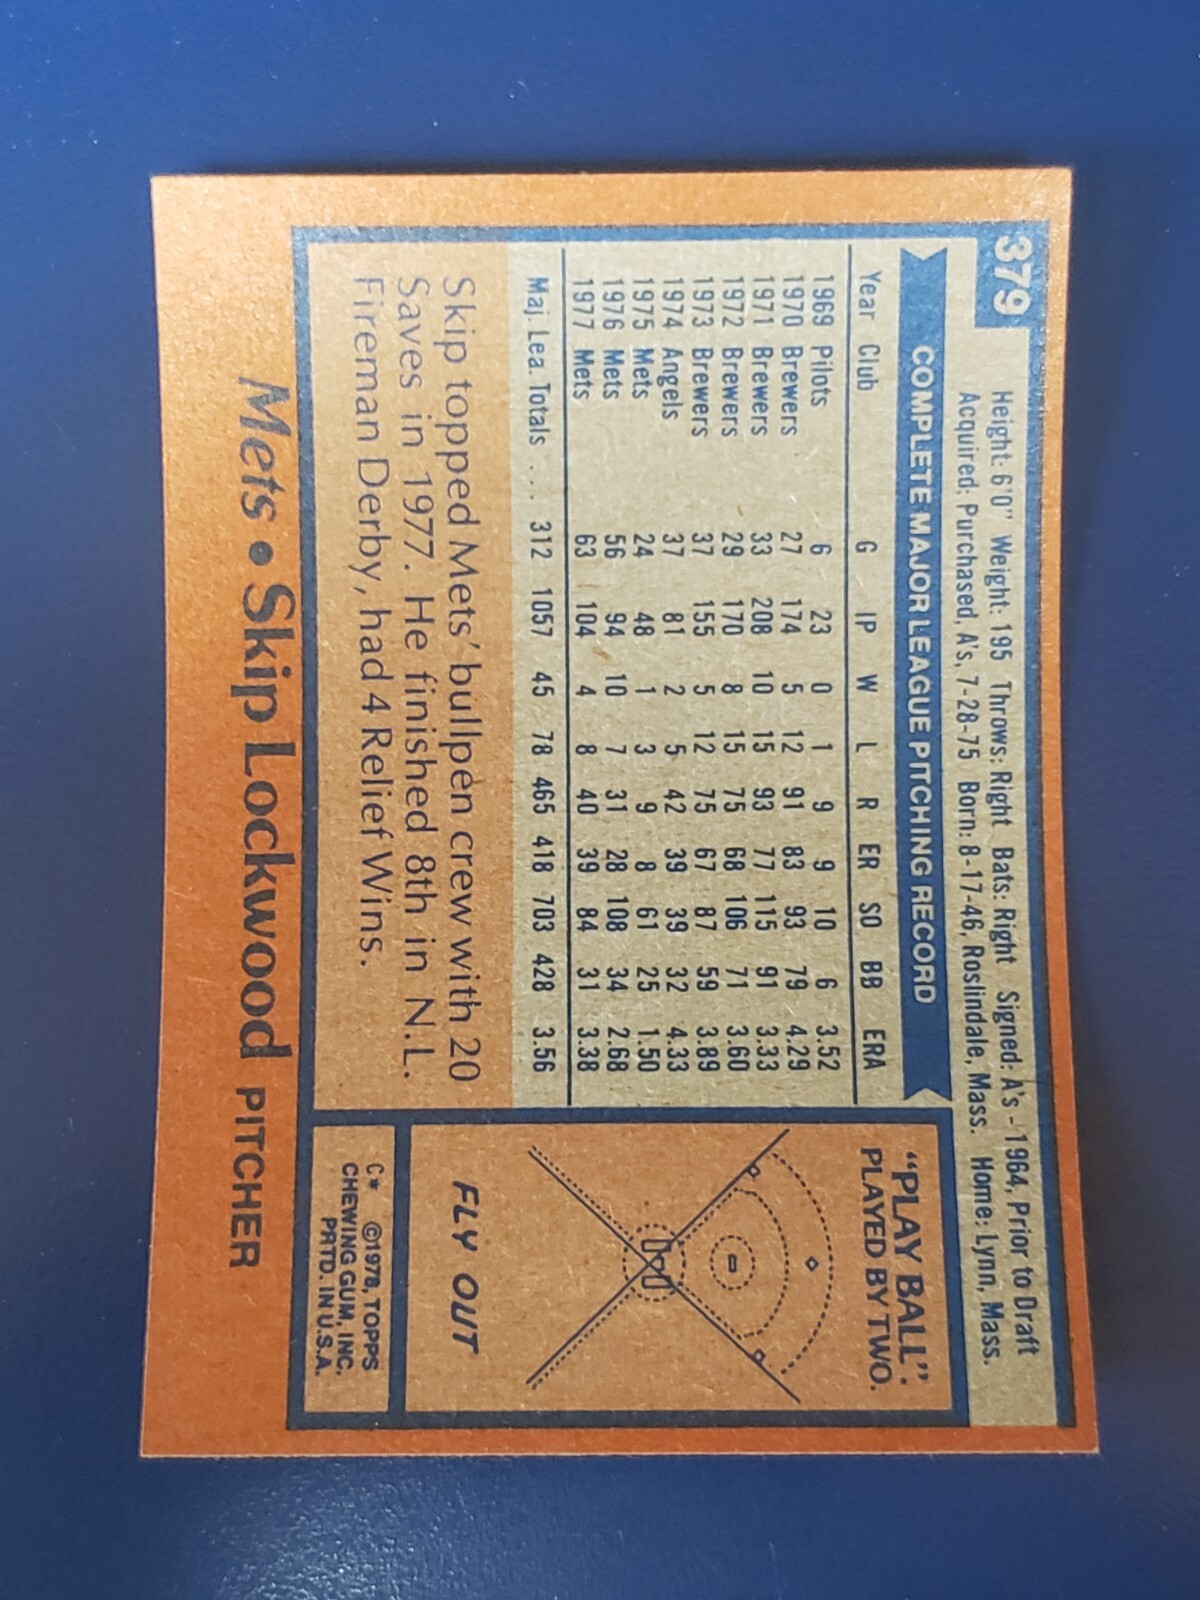 379
Height: 6'0" Weight: 195 Throws: Right Bats: Right Signed: A's - 1964, Prior to Draft
Acquired: Purchased, A's, 7-28-75 Born: 8-17-46, Roslindale, Mass. Home: Lynn, Mass.
COMPLETE MAJOR LEAGUE PITCHING RECORD
Year Club G IP W L R ER SO BB ERA
1969 Pilots 6 23 0 1 9 9 10 6 3.52
1970 Brewers 27 174 5 12 91 83 93 79 4.29
1971 Brewers 33 208 10 15 93 77 115 91 3.33
1972 Brewers 29 170 8 15 75 68 106 71 3.60
1973 Brewers 37 155 5 12 75 67 87 59 3.89
1974 Angels 37 81 2 5 42 39 39 32 4.33
1975 Mets 24 48 1 3 9 8 61 25 1.50
1976 Mets 56 94 10 7 31 28 108 34 2.68
1977 Mets 63 104 4 8 40 39 84 31 3.38
Maj. Lea. Totals .... 312 1057 45 78 465 418 703 428 3.56
Skip topped Mets' bullpen crew with 20
Saves in 1977. He finished 8th in N.L.
Fireman Derby, had 4 Relief Wins.
"PLAY BALL":
PLAYED BY TWO.
FLY OUT
C* ©1978, TOPPS
CHEWING GUM, INC.
PRTD. IN U.S.A.
Mets • Skip Lockwood PITCHER